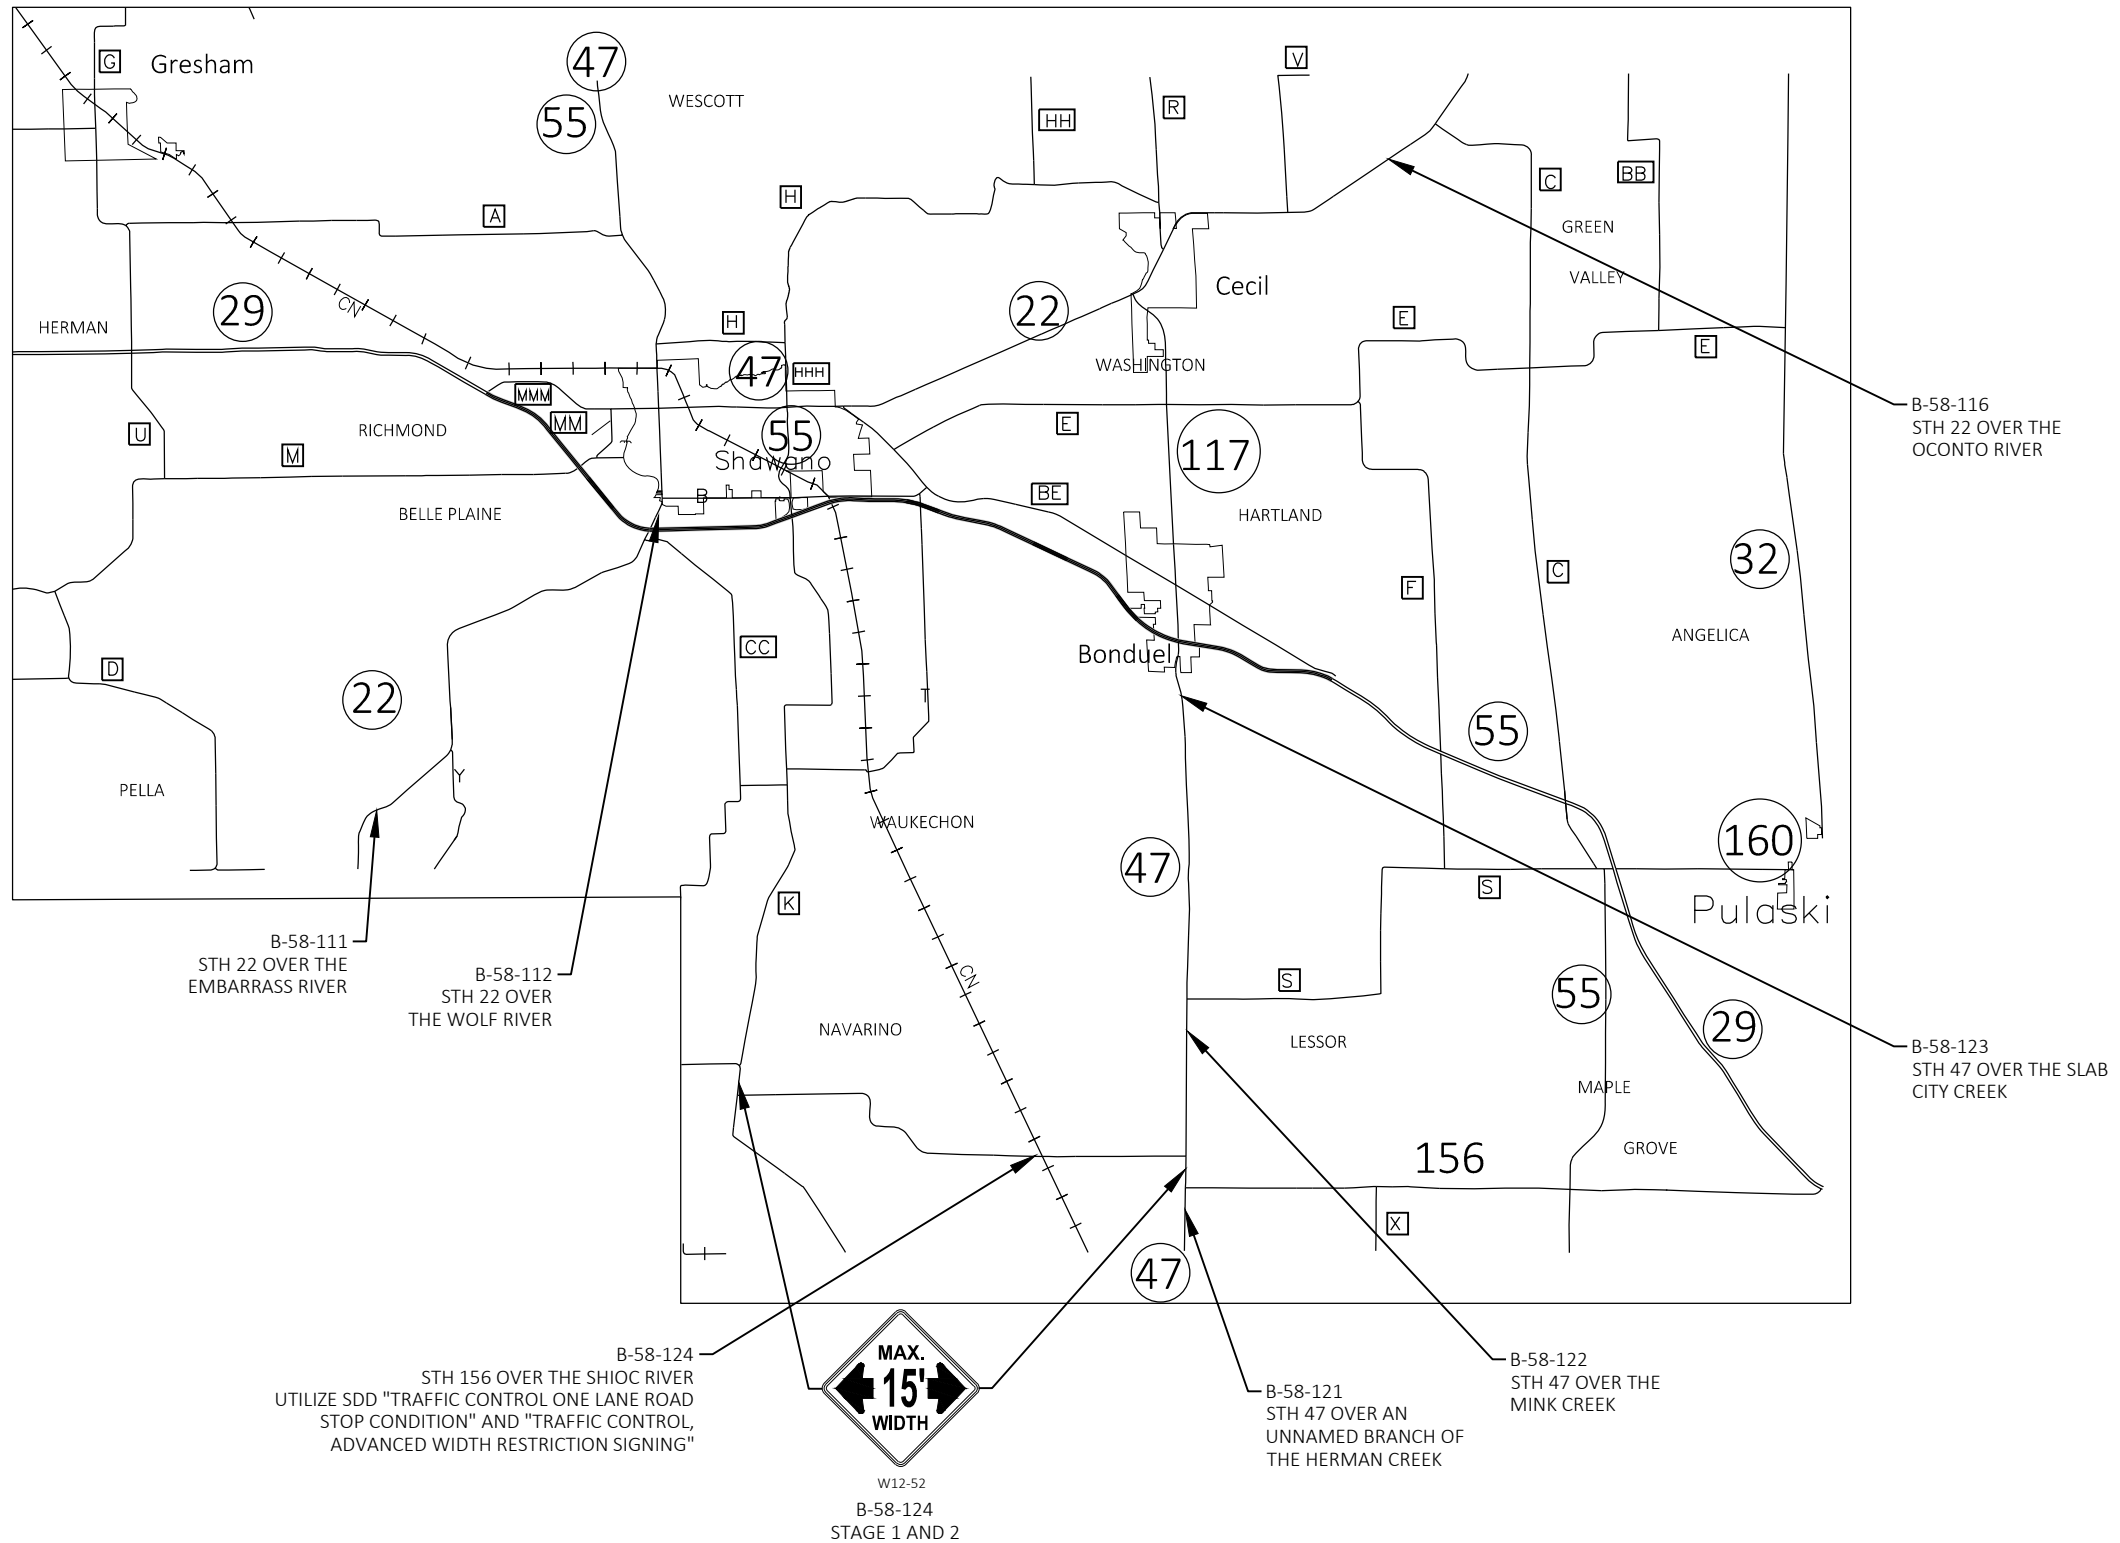 G
Gresham
47
55
WESCOTT
V
HH
R
C
BB
A
H
GREEN
VALLEY
29
CN
HERMAN
H
22
Cecil
E
E
47
HHH
WASHINGTON
MMM
MM
U
RICHMOND
M
55
Shawano
E
117
B-58-116
STH 22 OVER THE
OCONTO RIVER
B
BE
BELLE PLAINE
HARTLAND
32
C
F
ANGELICA
D
CC
Bonduel
22
T
55
PELLA
Y
WAUKECHON
47
160
K
S
Pulaski
B-58-111
STH 22 OVER THE
EMBARRASS RIVER
B-58-112
STH 22 OVER
THE WOLF RIVER
CN
S
55
NAVARINO
LESSOR
29
B-58-123
STH 47 OVER THE SLAB
CITY CREEK
MAPLE
GROVE
156
X
47
B-58-124
STH 156 OVER THE SHIOC RIVER
UTILIZE SDD "TRAFFIC CONTROL ONE LANE ROAD
STOP CONDITION" AND "TRAFFIC CONTROL,
ADVANCED WIDTH RESTRICTION SIGNING"
MAX.
15'
WIDTH
W12-52
B-58-124
STAGE 1 AND 2
B-58-121
STH 47 OVER AN
UNNAMED BRANCH OF
THE HERMAN CREEK
B-58-122
STH 47 OVER THE
MINK CREEK